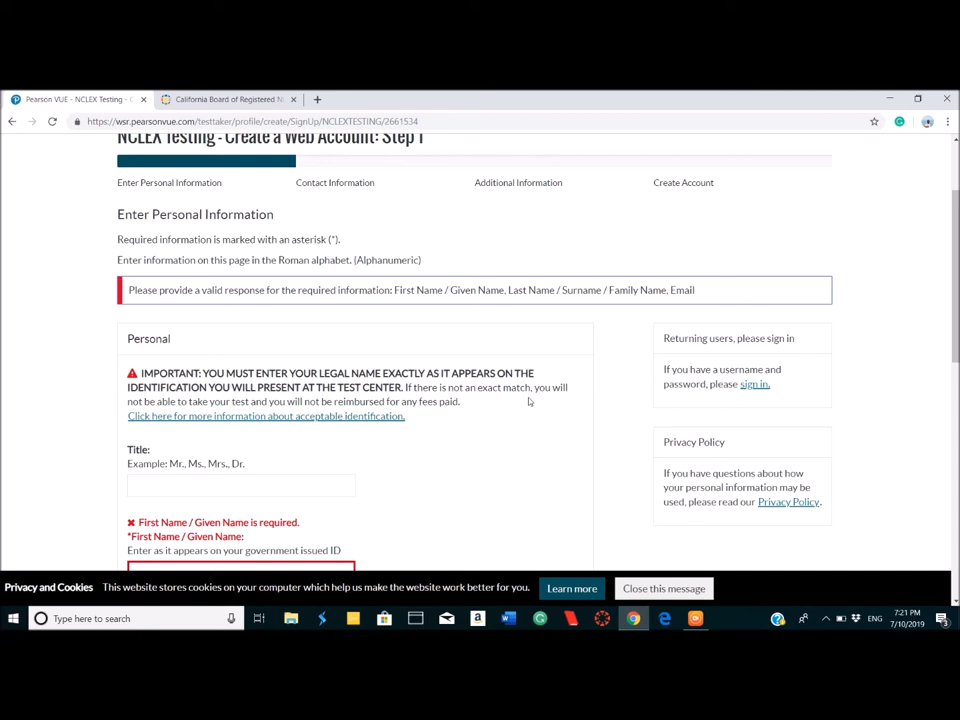 Pearson VUE - NCLEX Testing - C
California Board of Registered N
https://wsr.pearsonvue.com/testtaker/profile/create/SignUp/NCLEXTESTING/2661534
NCLEX Testing - Create a Web Account: Step 1
Enter Personal Information
Contact Information
Additional Information
Create Account
Enter Personal Information
Required information is marked with an asterisk (*).
Enter information on this page in the Roman alphabet. (Alphanumeric)
Please provide a valid response for the required information: First Name / Given Name, Last Name / Surname / Family Name, Email
Personal
IMPORTANT: YOU MUST ENTER YOUR LEGAL NAME EXACTLY AS IT APPEARS ON THE
IDENTIFICATION YOU WILL PRESENT AT THE TEST CENTER. If there is not an exact match, you will
not be able to take your test and you will not be reimbursed for any fees paid.
Click here for more information about acceptable identification.
Title:
Example: Mr., Ms., Mrs., Dr.
First Name / Given Name is required.
*First Name / Given Name:
Enter as it appears on your government issued ID
Returning users, please sign in
If you have a username and
password, please sign in.
Privacy Policy
If you have questions about how
your personal information may be
used, please read our Privacy Policy.
Privacy and Cookies
This website stores cookies on your computer which help us make the website work better for you.
Learn more
Close this message
Type here to search
ENG
7:21 PM
7/10/2019
3